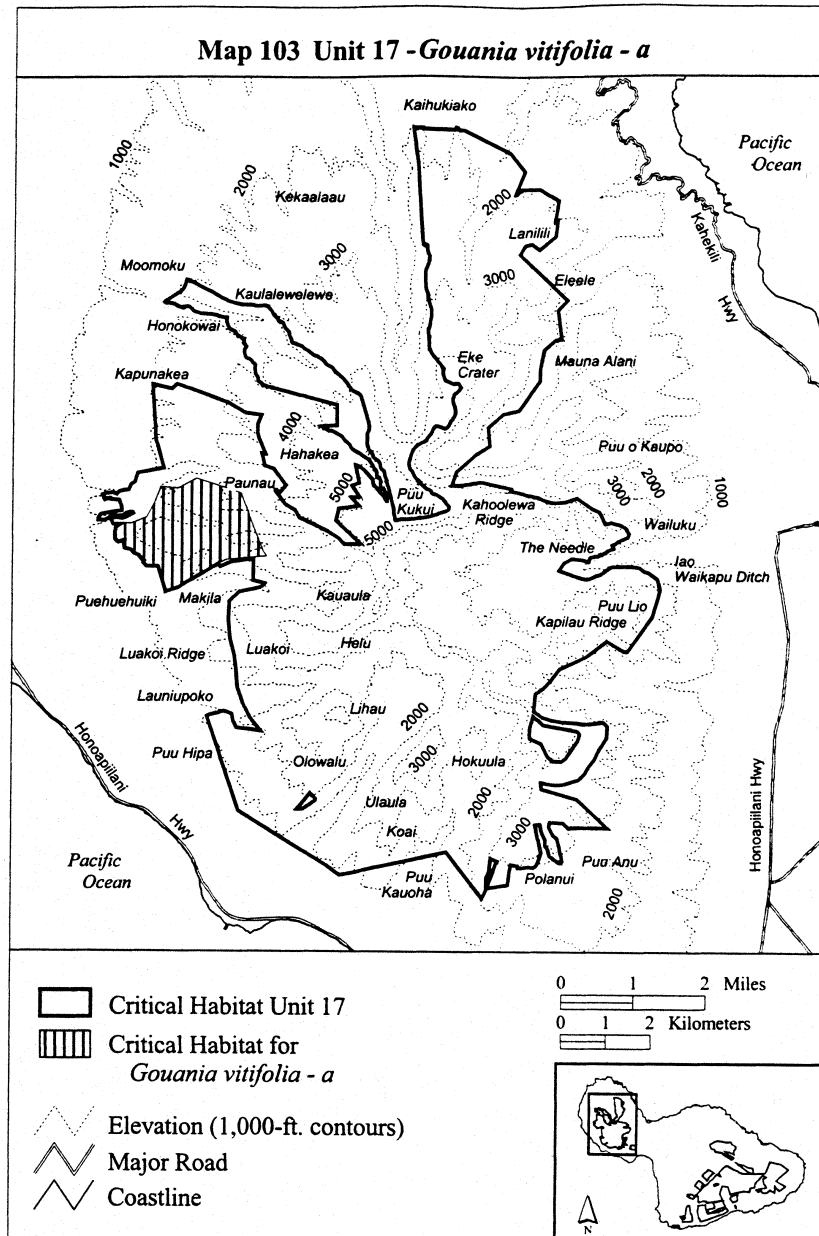 Map 103 Unit 17 - Gouania vitifolia - a
Kaihukiako
Pacific
Ocean
1000
2000
Kekaalaau
2000
Lanilili
Kahekili
Hwy
3000
Moomoku
Kaulalewelewe
3000
Eleele
Honokowai
Eke
Crater
Mauna Alani
Kapunakea
4000
Hahakea
Puu o Kaupo
Paunau
5000
Puu
Kukui
Kahoolewa
Ridge
3000
2000
1000
Wailuku
5000
The Needle
Iao
Waikapu Ditch
Puehuehuiki
Makila
Kauaula
Puu Lio
Kapilau Ridge
Luakoi Ridge
Luakoi
Helu
Launiupoko
Lihau
2000
Honoapiilani
Hwy
Puu Hipa
Olowalu
3000
Hokuula
Ulaula
2000
Koai
3000
Honoapiilani Hwy
Pacific
Ocean
Puu
Kauoha
Polanui
Puu Anu
2000
0 1 2 Miles
0 1 2 Kilometers
Critical Habitat Unit 17
Critical Habitat for
Gouania vitifolia - a
Elevation (1,000-ft. contours)
Major Road
Coastline
N